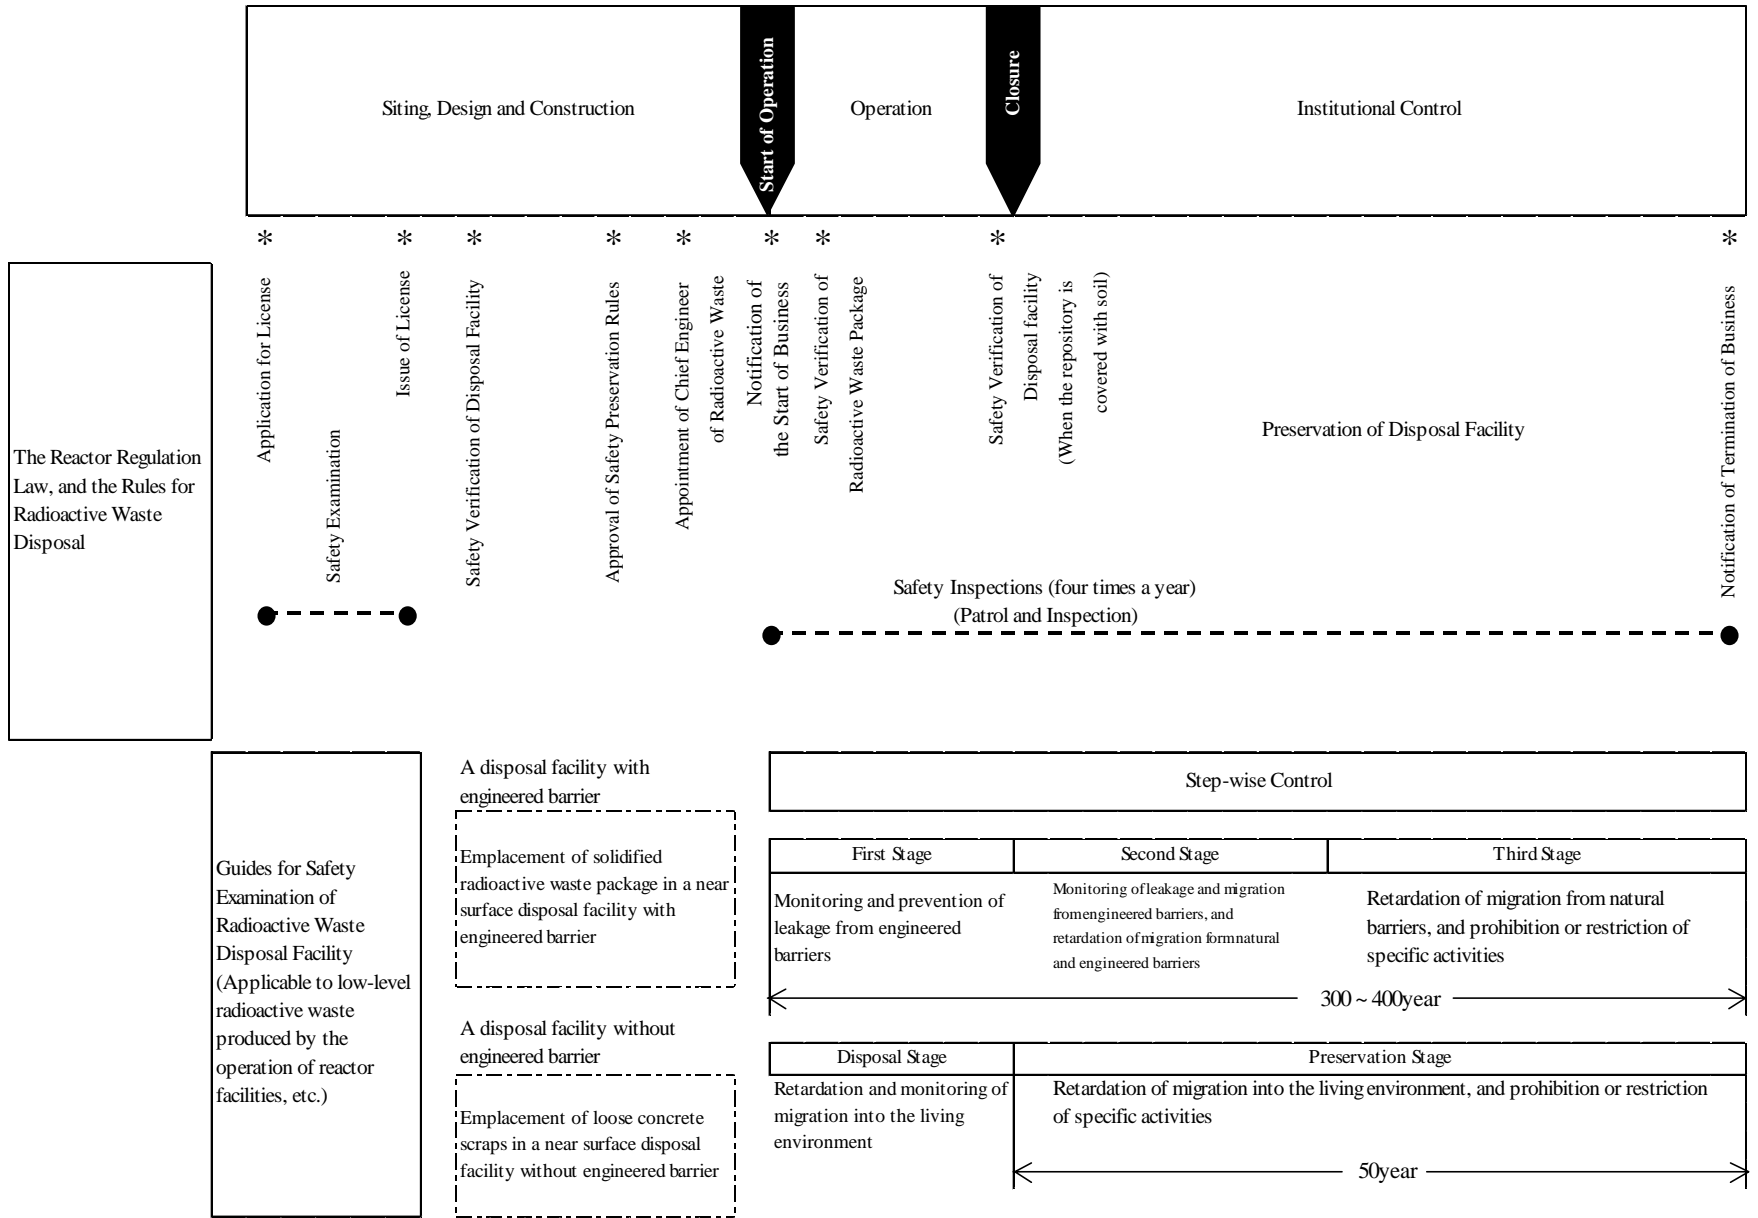 Siting, Design and Construction
Start of Operation
Operation
Closure
Institutional Control
* * * * * * * * *
The Reactor Regulation
Law, and the Rules for
Radioactive Waste
Disposal
Application for License
Safety Examination
Issue of License
Safety Verification of Disposal Facility
Approval of Safety Preservation Rules
Appointment of Chief Engineer
of Radioactive Waste
Notification of
the Start of Business
Safety Verification of
Radioactive Waste Package
Safety Verification of
Disposal facility
(When the repository is
covered with soil)
Preservation of Disposal Facility
Notification of Termination of Business
Safety Inspections (four times a year)
(Patrol and Inspection)
Guides for Safety
Examination of
Radioactive Waste
Disposal Facility
(Applicable to low-level
radioactive waste
produced by the
operation of reactor
facilities, etc.)
A disposal facility with
engineered barrier
Emplacement of solidified
radioactive waste package in a near
surface disposal facility with
engineered barrier
Step-wise Control
First Stage
Second Stage
Third Stage
Monitoring and prevention of
leakage from engineered
barriers
Monitoring of leakage and migration
fromengineered barriers, and
retardation of migration formnatural
and engineered barriers
Retardation of migration from natural
barriers, and prohibition or restriction of
specific activities
300 ~ 400year
A disposal facility without
engineered barrier
Emplacement of loose concrete
scraps in a near surface disposal
facility without engineered barrier
Disposal Stage
Preservation Stage
Retardation and monitoring of
migration into the living
environment
Retardation of migration into the living environment, and prohibition or restriction
of specific activities
50year